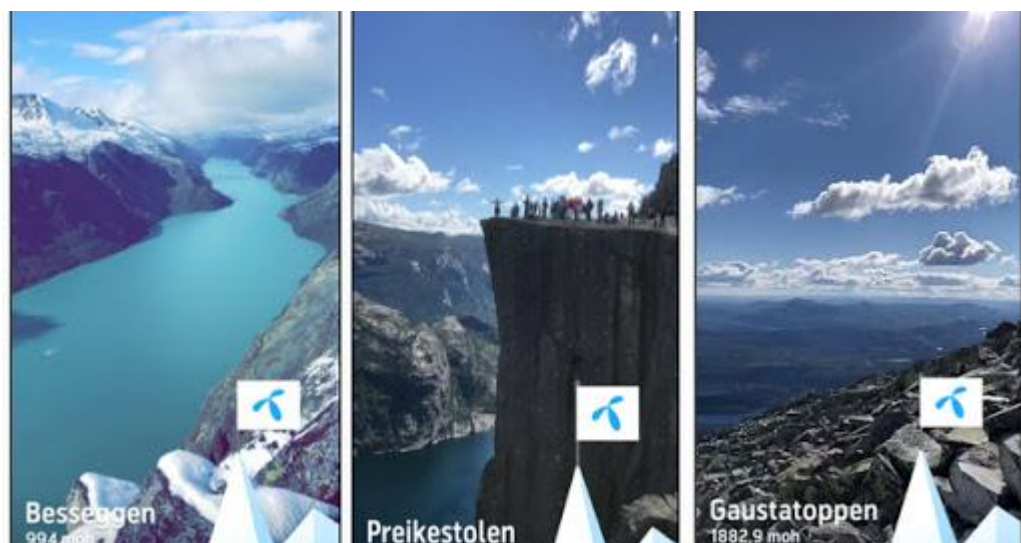 Besseggen
994 moh
Preikestolen
Gaustatoppen
1882,9 moh